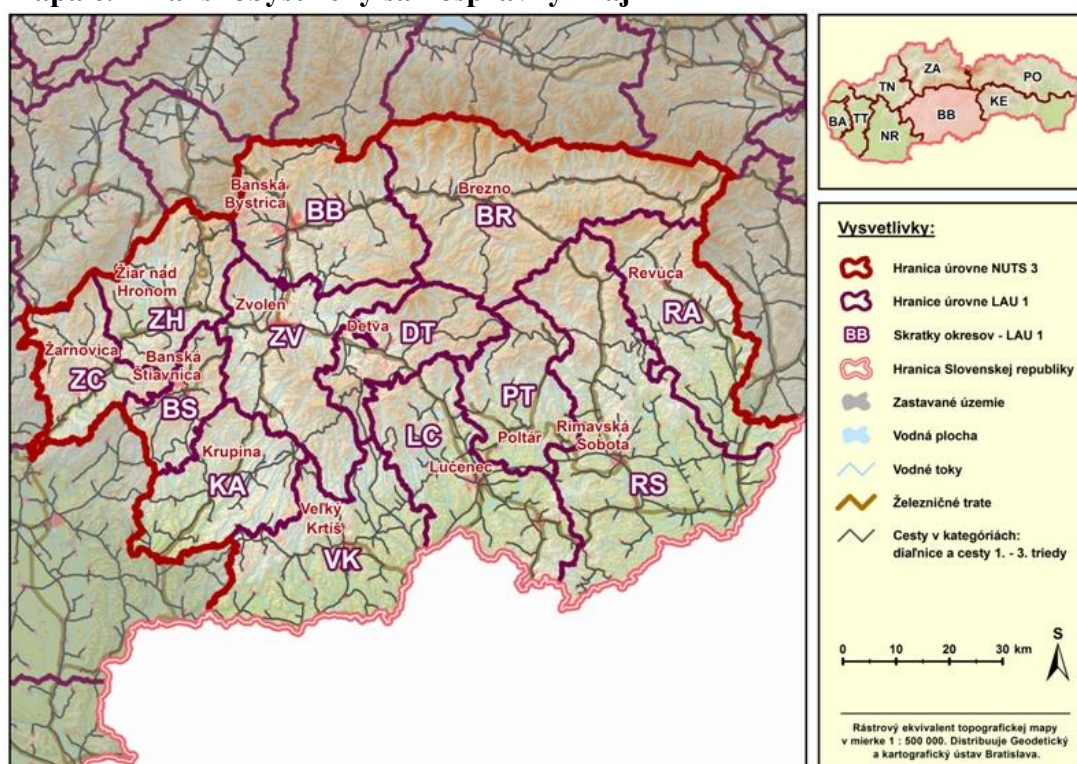 Banská
Bystrica
BB
Brezno
BR
Revúca
RA
Žiar nad
Hronom
ZH
Zvolen
ZV
Detva
DT
Žarnovica
ZC
Banská
Štiavnica
BS
PT
Poltár
Rimavská
Sobota
RS
LC
Lučenec
Krupina
KA
Veľký
Krtíš
VK
ZA
PO
TN
KE
BA
TT
BB
NR
Vysvetlivky:
Hranica úrovne NUTS 3
Hranice úrovne LAU 1
BB Skratky okresov - LAU 1
Hranica Slovenskej republiky
Zastavané územie
Vodná plocha
Vodné toky
Železničné trate
Cesty v kategóriách:
diaľnice a cesty 1. - 3. triedy
S
0 10 20 30 km
Rástrový ekvivalent topografickej mapy
v mierke 1 : 500 000. Distribuuje Geodetický
a kartografický ústav Bratislava.